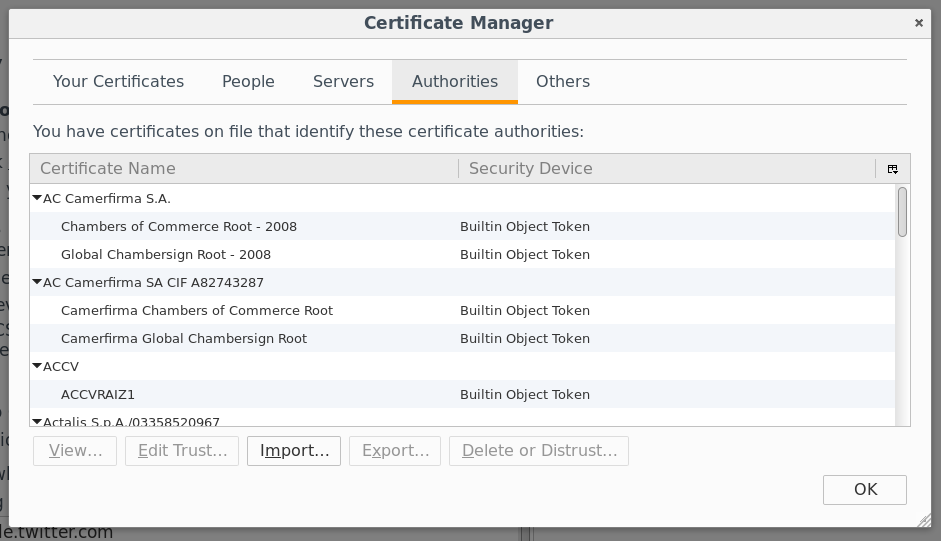 Certificate Manager
Your Certificates People Servers Authorities Others
You have certificates on file that identify these certificate authorities:
Certificate Name Security Device
AC Camerfirma S.A.
Chambers of Commerce Root - 2008 Builtin Object Token
Global Chambersign Root - 2008 Builtin Object Token
AC Camerfirma SA CIF A82743287
Camerfirma Chambers of Commerce Root Builtin Object Token
Camerfirma Global Chambersign Root Builtin Object Token
ACCV
ACCVRAIZ1 Builtin Object Token
Actalis S.p.A./03358520967
View... Edit Trust... Import... Export... Delete or Distrust...
OK
le.twitter.com